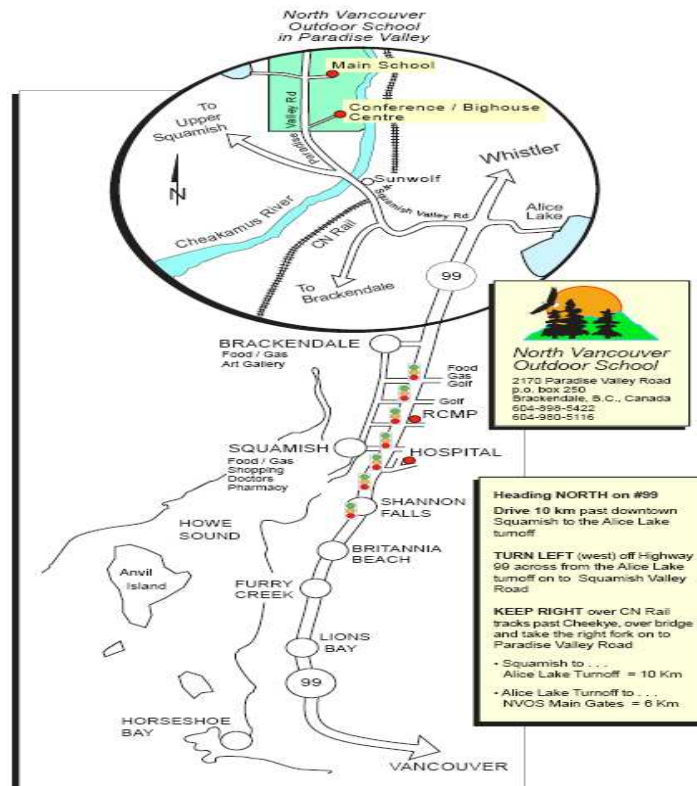 North Vancouver
Outdoor School
in Paradise Valley
Main School
Conference / Bighouse
Centre
To
Upper
Squamish
Paradise Valley Rd
Whistler
Sunwolf
N
Squamish Valley Rd
Alice
Lake
Cheakamus River
CN Rail
To
Brackendale
99
BRACKENDALE
Food / Gas
Art Gallery
Food
Gas
Golf
Golf
RCMP
SQUAMISH
Food / Gas
Shopping
Doctors
Pharmacy
HOSPITAL
SHANNON
FALLS
HOWE
SOUND
BRITANNIA
BEACH
Anvil
Island
FURRY
CREEK
LIONS
BAY
99
HORSESHOE
BAY
VANCOUVER
North Vancouver
Outdoor School
2170 Paradise Valley Road
p.o. box 250
Brackendale, B.C., Canada
604-898-5422
604-980-5116
Heading NORTH on #99
Drive 10 km past downtown
Squamish to the Alice Lake
turnoff
TURN LEFT (west) off Highway
99 across from the Alice Lake
turnoff on to Squamish Valley
Road
KEEP RIGHT over CN Rail
tracks past Cheekye, over bridge
and take the right fork on to
Paradise Valley Road
• Squamish to . . .
Alice Lake Turnoff = 10 Km
• Alice Lake Turnoff to . . .
NVOS Main Gates = 6 Km